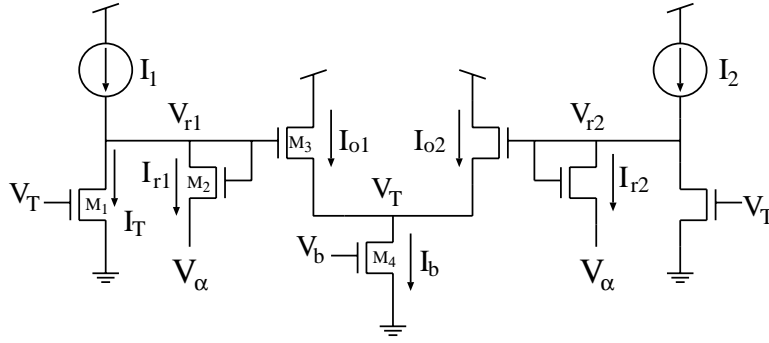 I1
I2
Vr1
Vr2
M3
Io1
Io2
Ir1
M2
Ir2
VT
M1
IT
VT
VT
Vb
M4
Ib
Vα
Vα